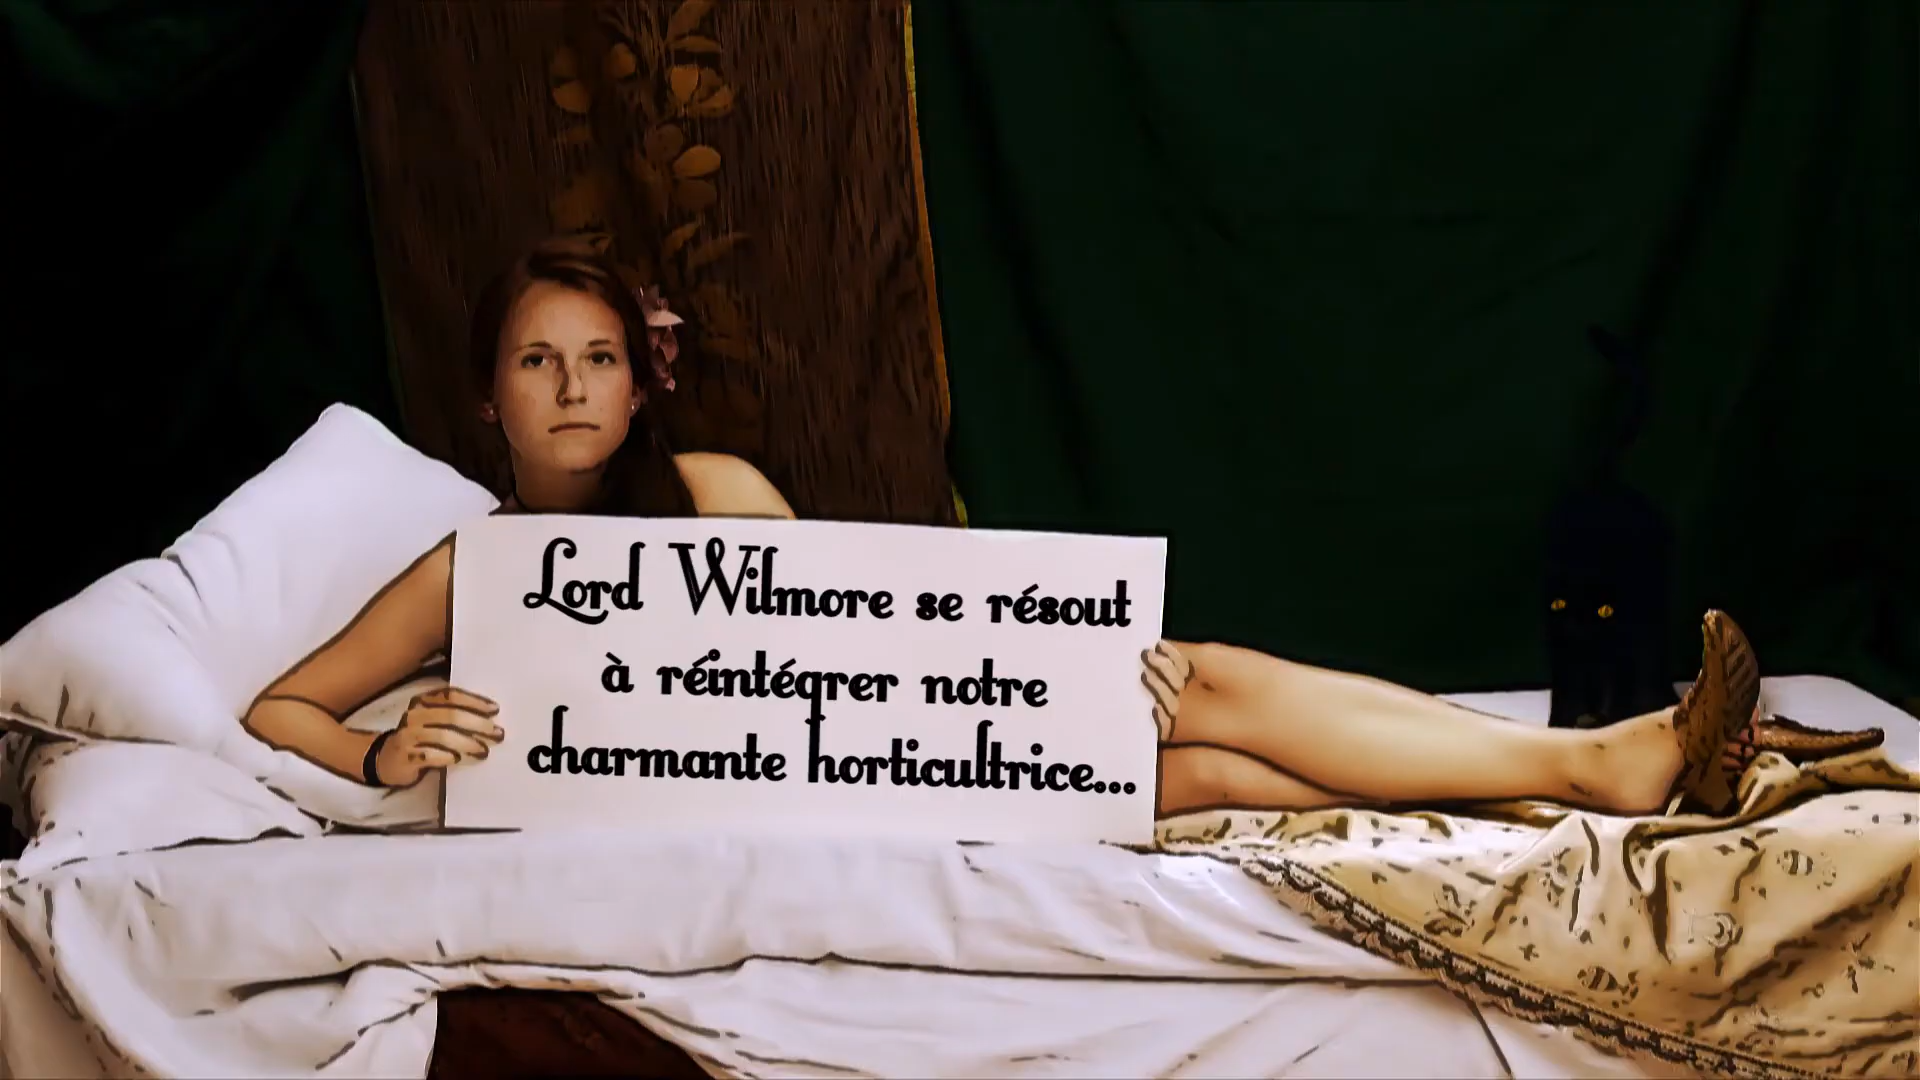 Lord Wilmore se résout
à réintégrer notre
charmante horticultrice...